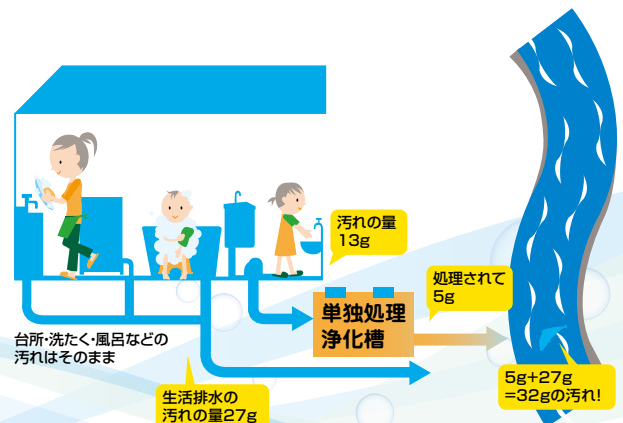 汚れの量
13g
処理されて
5g
単独処理
浄化槽
台所・洗たく・風呂などの
汚れはそのまま
生活排水の
汚れの量27g
5g+27g
=32gの汚れ!